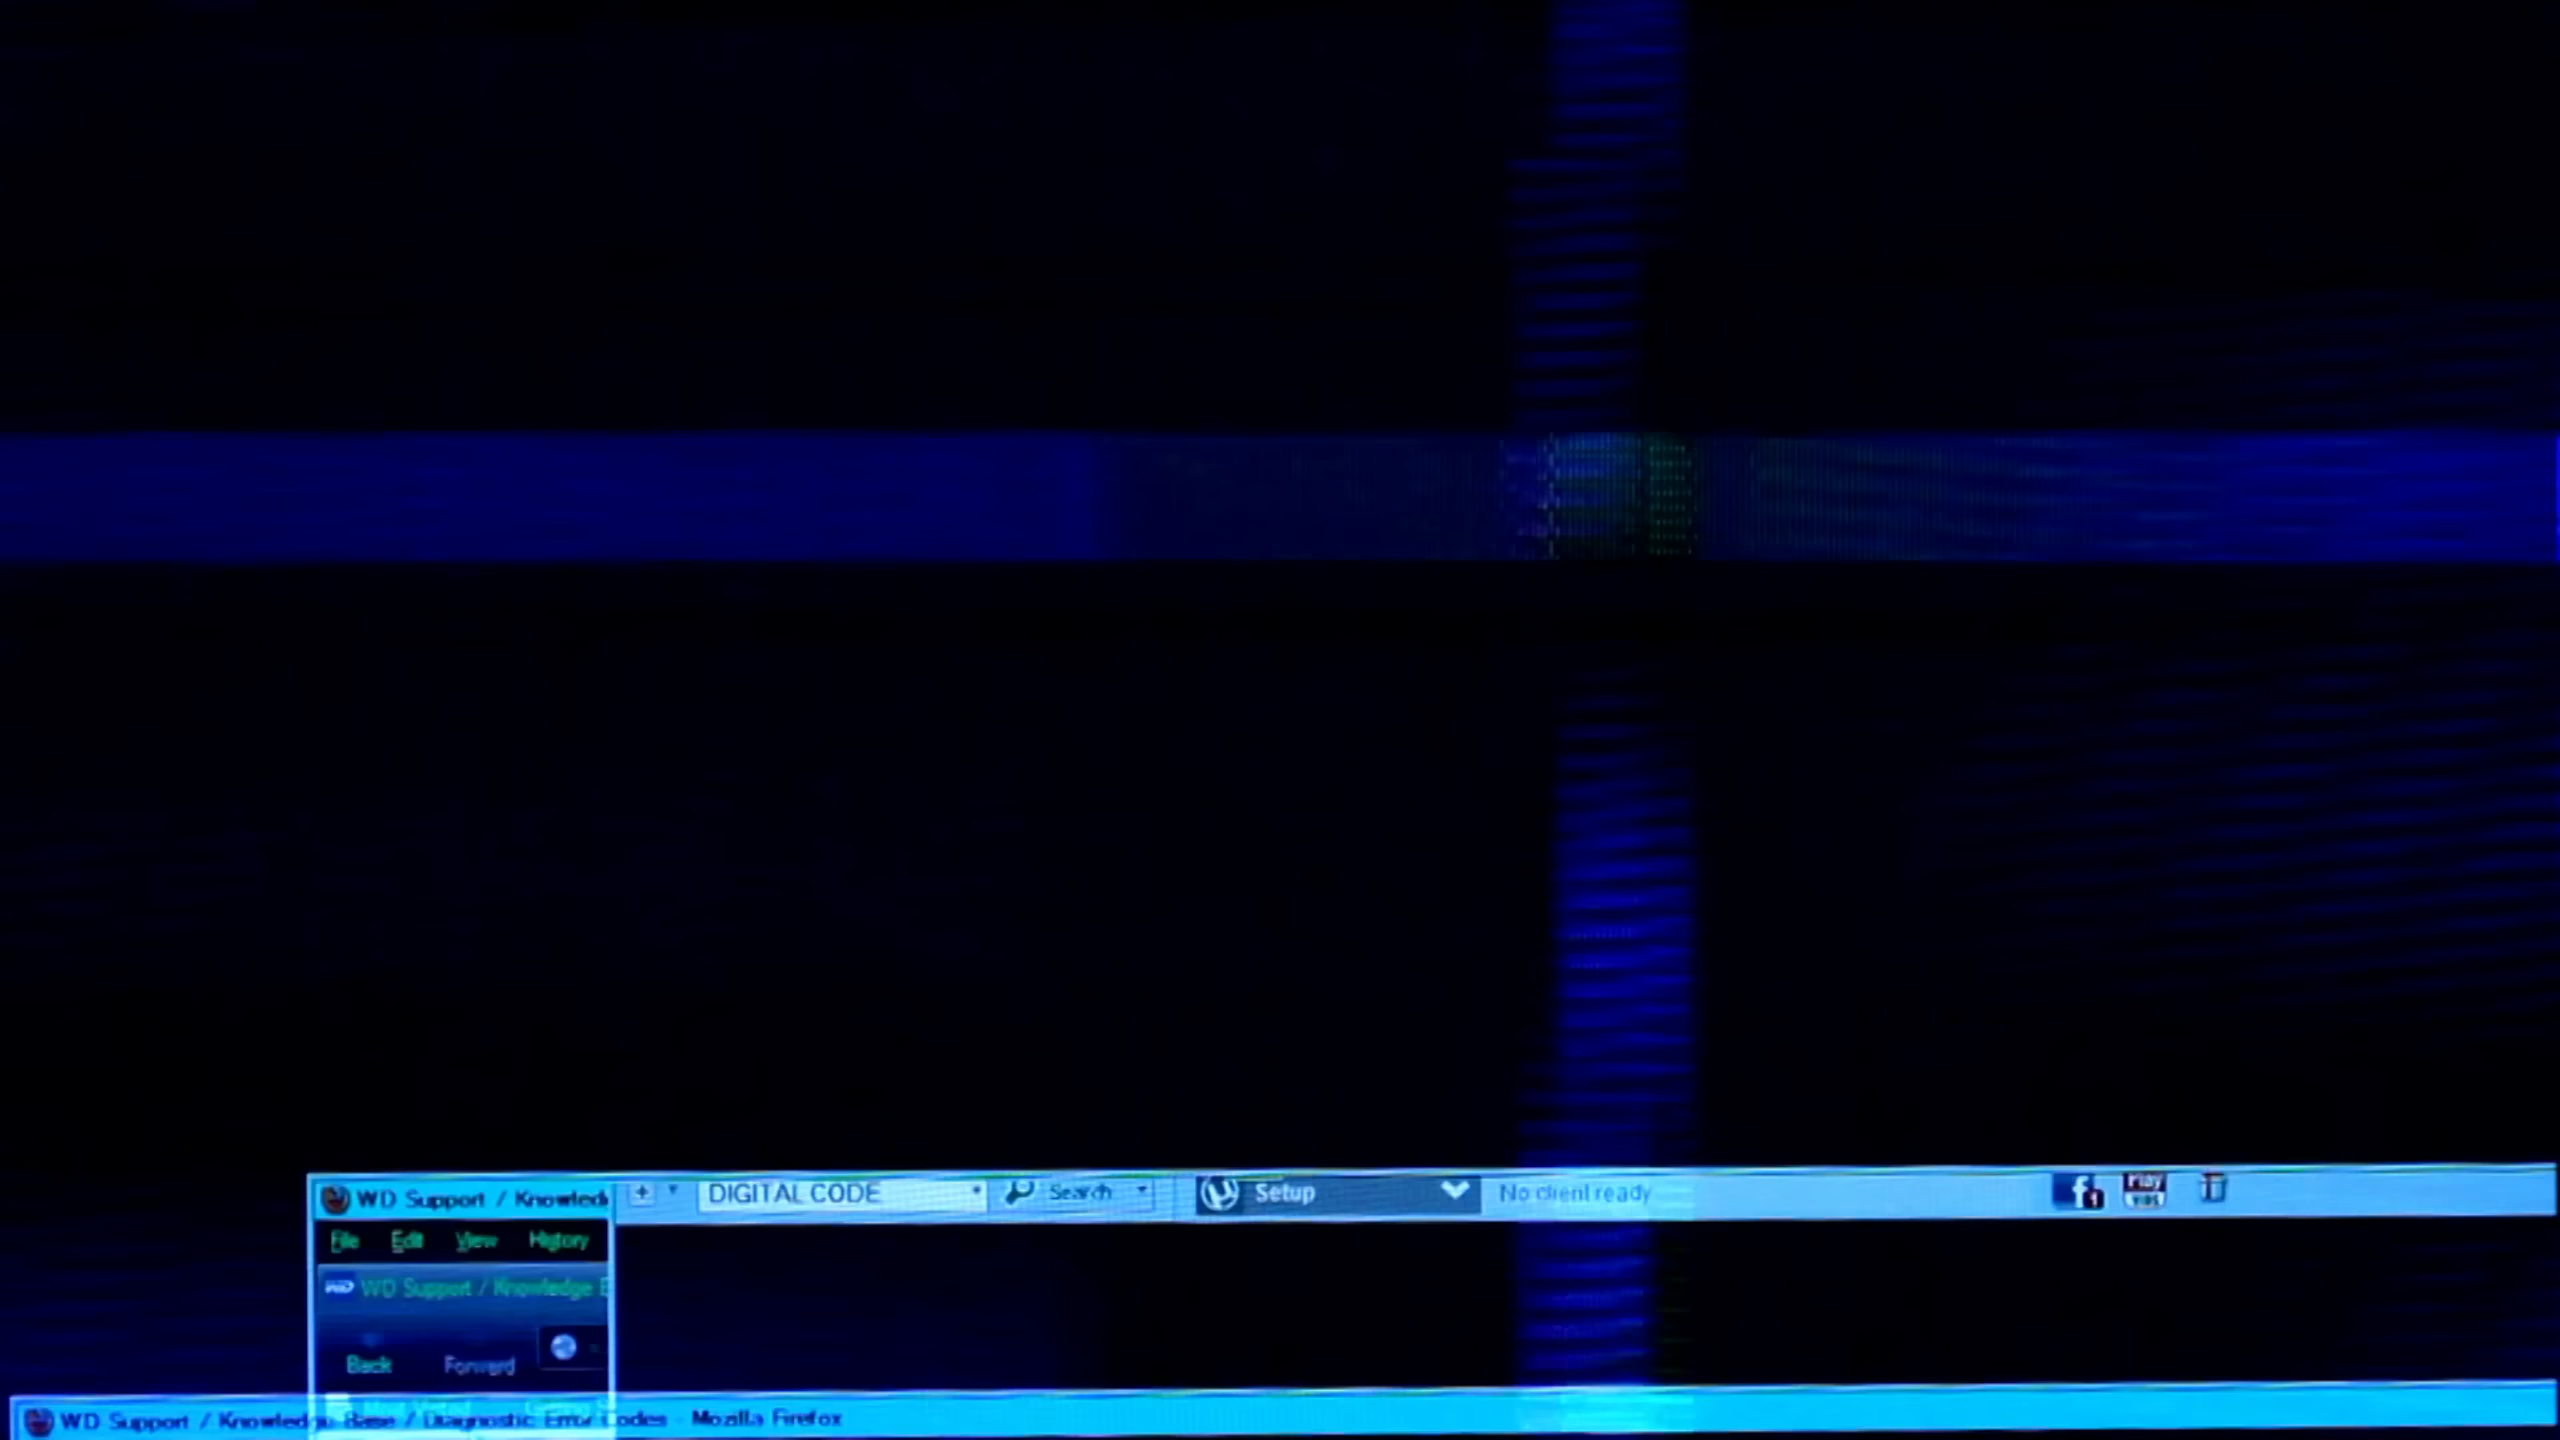 WD Support / Knowled
DIGITAL CODE
Search
Setup
No client ready
File Edit View History
WD Support / Knowledge B
Back Forward
WD Support / Knowledge Base / Diagnostic Error Codes - Mozilla Firefox